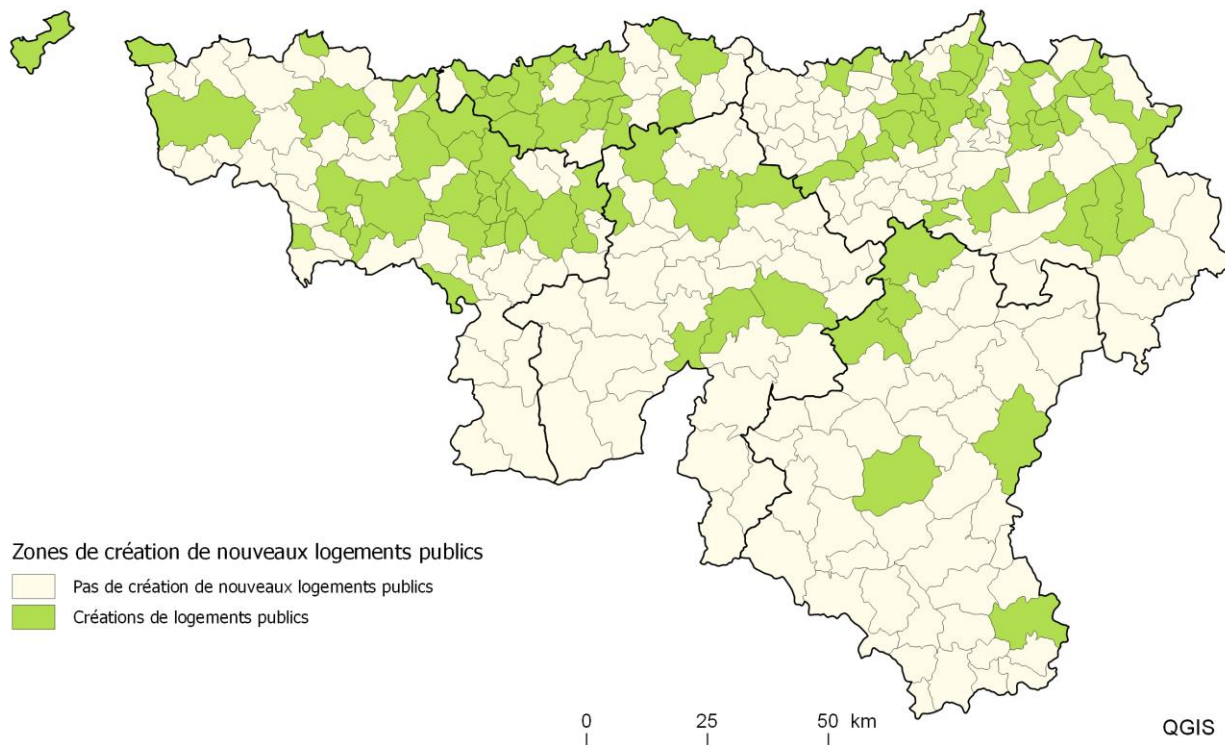 Zones de création de nouveaux logements publics
Pas de création de nouveaux logements publics
Créations de logements publics
0 25 50 km
QGIS